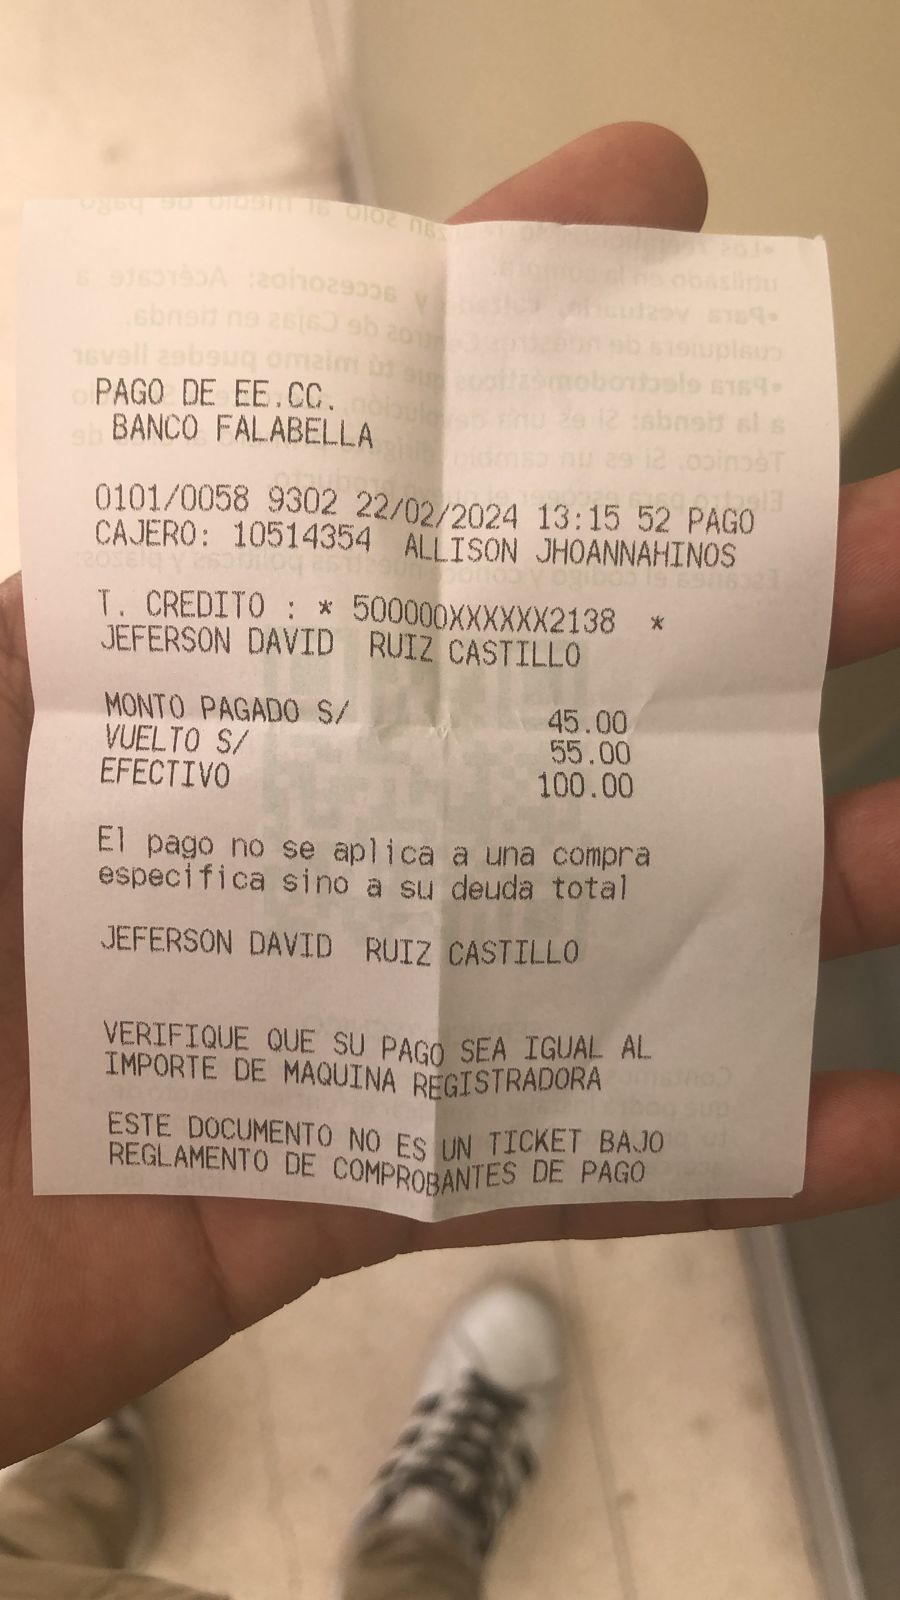 PAGO DE EE.CC.
BANCO FALABELLA
0101/0058 9302 22/02/2024 13:15 52 PAGO
CAJERO: 10514354 ALLISON JHOANNAHINOS
T. CREDITO : * 500000XXXXXX2138 *
JEFERSON DAVID RUIZ CASTILLO
MONTO PAGADO S/ 45.00
VUELTO S/ 55.00
EFECTIVO 100.00
El pago no se aplica a una compra
especifica sino a su deuda total
JEFERSON DAVID RUIZ CASTILLO
VERIFIQUE QUE SU PAGO SEA IGUAL AL
IMPORTE DE MAQUINA REGISTRADORA
ESTE DOCUMENTO NO ES UN TICKET BAJO
REGLAMENTO DE COMPROBANTES DE PAGO